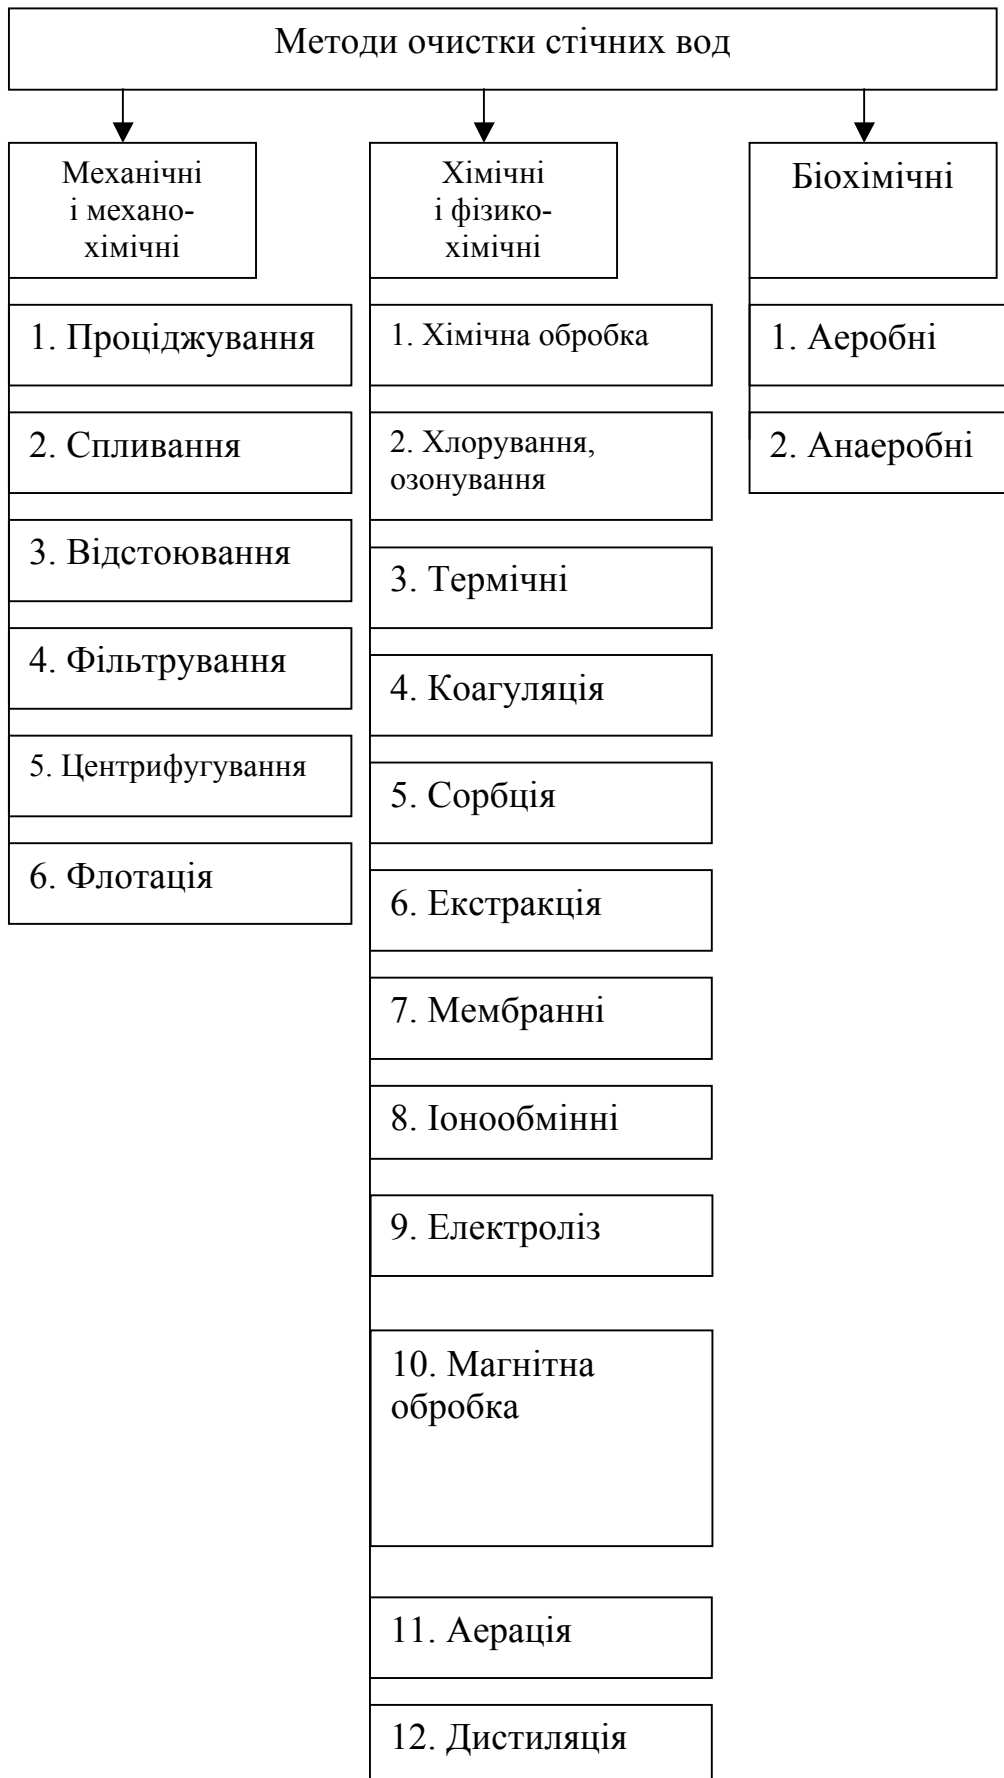 Методи очистки стічних вод
Механічні
і механо-
хімічні
1. Проціджування
2. Спливання
3. Відстоювання
4. Фільтрування
5. Центрифугування
6. Флотація
Хімічні
і фізико-
хімічні
1. Хімічна обробка
2. Хлорування,
озонування
3. Термічні
4. Коагуляція
5. Сорбція
6. Екстракція
7. Мембранні
8. Іонообмінні
9. Електроліз
10. Магнітна
обробка
11. Аерація
12. Дистиляція
Біохімічні
1. Аеробні
2. Анаеробні